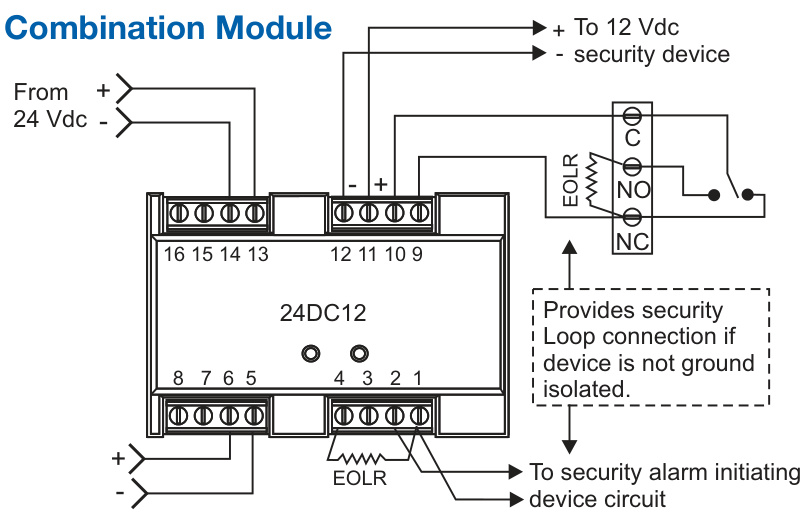 Combination Module
+ To 12 Vdc
- security device
From
24 Vdc
+
-
- +
C
NO
NC
EOLR
16 15 14 13
12 11 10 9
24DC12
8 7 6 5
4 3 2 1
Provides security
Loop connection if
device is not ground
isolated.
+
-
EOLR
To security alarm initiating
device circuit